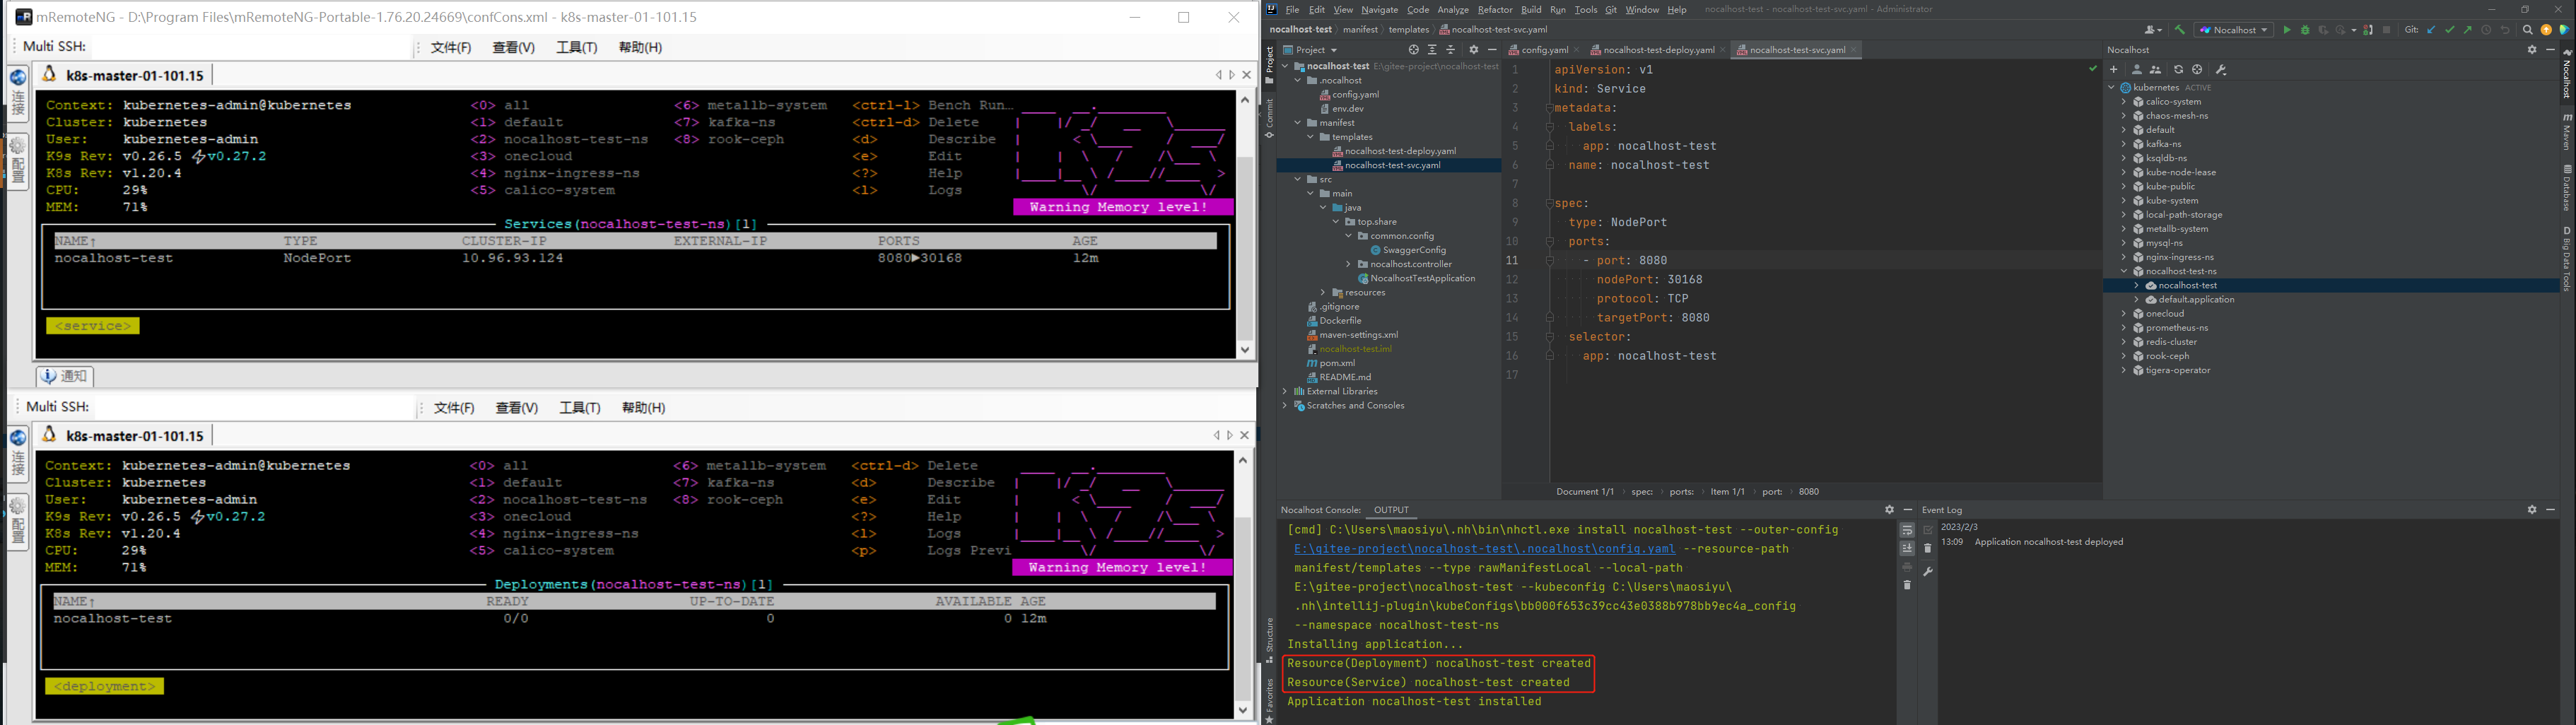 mRemoteNG - D:\Program Files\mRemoteNG-Portable-1.76.20.24669\confCons.xml - k8s-master-01-101.15
Multi SSH: 文件(F) 查看(V) 工具(T) 帮助(H)
连接
配置
k8s-master-01-101.15
Context: kubernetes-admin@kubernetes <0> all <6> metallb-system <ctrl-l> Bench Run…
Cluster: kubernetes <1> default <7> kafka-ns <ctrl-d> Delete
User: kubernetes-admin <2> nocalhost-test-ns <8> rook-ceph <d> Describe
K9s Rev: v0.26.5 ⚡v0.27.2 <3> onecloud <e> Edit
K8s Rev: v1.20.4 <4> nginx-ingress-ns <?> Help
CPU: 29% <5> calico-system <l> Logs
MEM: 71%
Warning Memory level!
Services(nocalhost-test-ns)[1]
NAME↑ TYPE CLUSTER-IP EXTERNAL-IP PORTS AGE
nocalhost-test NodePort 10.96.93.124 8080►30168 12m
<service>
通知
Multi SSH: 文件(F) 查看(V) 工具(T) 帮助(H)
连接
配置
k8s-master-01-101.15
Context: kubernetes-admin@kubernetes <0> all <6> metallb-system <ctrl-d> Delete
Cluster: kubernetes <1> default <7> kafka-ns <d> Describe
User: kubernetes-admin <2> nocalhost-test-ns <8> rook-ceph <e> Edit
K9s Rev: v0.26.5 ⚡v0.27.2 <3> onecloud <?> Help
K8s Rev: v1.20.4 <4> nginx-ingress-ns <l> Logs
CPU: 29% <5> calico-system <p> Logs Previ
MEM: 71%
Warning Memory level!
Deployments(nocalhost-test-ns)[1]
NAME↑ READY UP-TO-DATE AVAILABLE AGE
nocalhost-test 0/0 0 0 12m
<deployment>
File Edit View Navigate Code Analyze Refactor Build Run Tools Git Window Help nocalhost-test - nocalhost-test-svc.yaml - Administrator
nocalhost-test manifest templates nocalhost-test-svc.yaml Nocalhost Git:
Project
Commit
Structure
Favorites
Project
nocalhost-test E:\gitee-project\nocalhost-test
.nocalhost
config.yaml
env.dev
manifest
templates
nocalhost-test-deploy.yaml
nocalhost-test-svc.yaml
src
main
java
top.share
common.config
SwaggerConfig
nocalhost.controller
NocalhostTestApplication
resources
.gitignore
Dockerfile
maven-settings.xml
nocalhost-test.iml
pom.xml
README.md
External Libraries
Scratches and Consoles
config.yaml nocalhost-test-deploy.yaml nocalhost-test-svc.yaml
1 apiVersion: v1
2 kind: Service
3 metadata:
4 labels:
5 app: nocalhost-test
6 name: nocalhost-test
7
8 spec:
9 type: NodePort
10 ports:
11 - port: 8080
12 nodePort: 30168
13 protocol: TCP
14 targetPort: 8080
15 selector:
16 app: nocalhost-test
17
Document 1/1 spec: ports: Item 1/1 port: 8080
Nocalhost
kubernetes ACTIVE
calico-system
chaos-mesh-ns
default
kafka-ns
ksqldb-ns
kube-node-lease
kube-public
kube-system
local-path-storage
metallb-system
mysql-ns
nginx-ingress-ns
nocalhost-test-ns
nocalhost-test
default.application
onecloud
prometheus-ns
redis-cluster
rook-ceph
tigera-operator
Nocalhost
Maven
Database
Big Data Tools
Nocalhost Console: OUTPUT
[cmd] C:\Users\maosiyu\.nh\bin\nhctl.exe install nocalhost-test --outer-config
E:\gitee-project\nocalhost-test\.nocalhost\config.yaml --resource-path
manifest/templates --type rawManifestLocal --local-path
E:\gitee-project\nocalhost-test --kubeconfig C:\Users\maosiyu\
.nh\intellij-plugin\kubeConfigs\bb000f653c39cc43e0388b978bb9ec4a_config
--namespace nocalhost-test-ns
Installing application...
Resource(Deployment) nocalhost-test created
Resource(Service) nocalhost-test created
Application nocalhost-test installed
Event Log
2023/2/3
13:09 Application nocalhost-test deployed